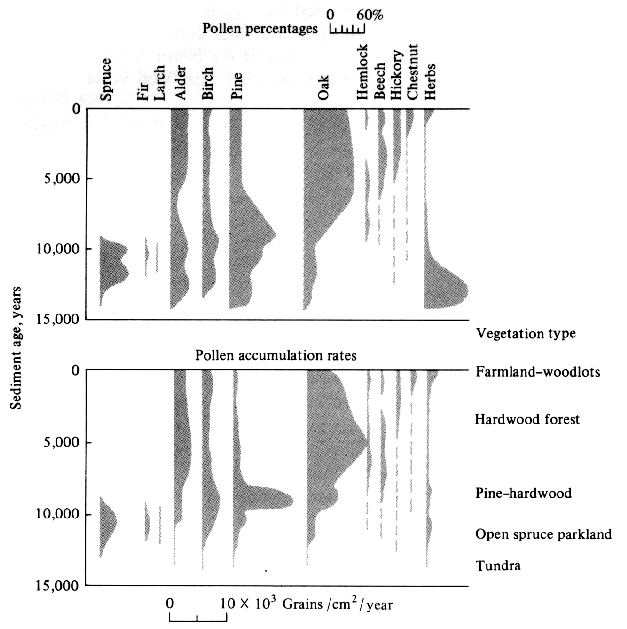 Pollen percentages
0 60%
Spruce
Fir
Larch
Alder
Birch
Pine
Oak
Hemlock
Beech
Hickory
Chestnut
Herbs
0
5,000
10,000
15,000
Sediment age, years
Vegetation type
Pollen accumulation rates
0
5,000
10,000
15,000
Farmland–woodlots
Hardwood forest
Pine-hardwood
Open spruce parkland
Tundra
0 10 × 10³ Grains/cm²/year